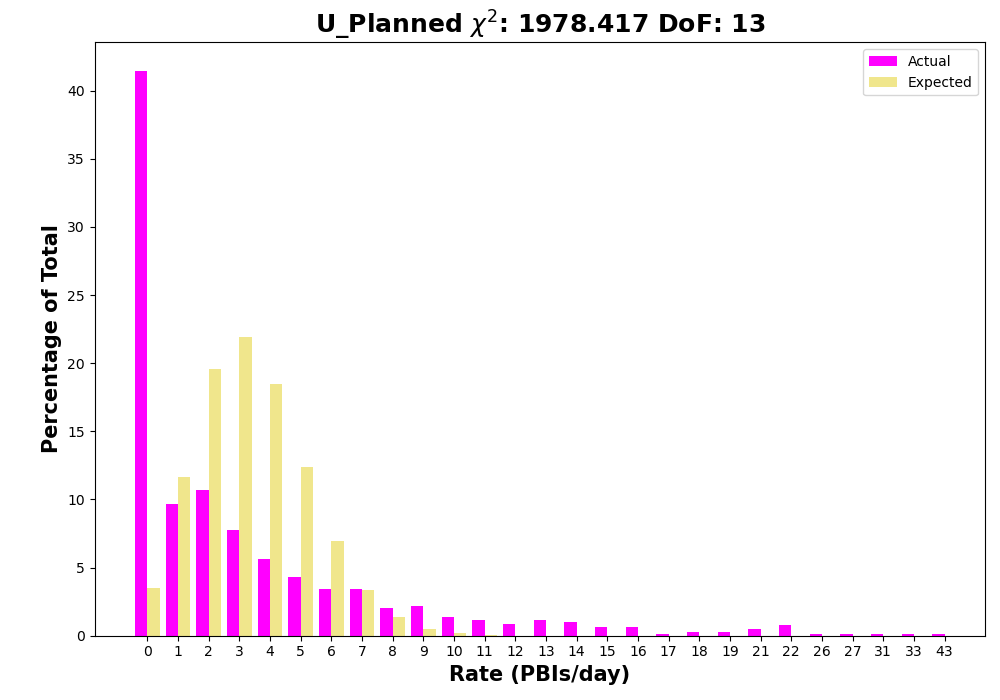 U_Planned χ²: 1978.417 DoF: 13
Actual
Expected
Percentage of Total
40
35
30
25
20
15
10
5
0
0 1 2 3 4 5 6 7 8 9 10 11 12 13 14 15 16 17 18 19 21 22 26 27 31 33 43
Rate (PBIs/day)